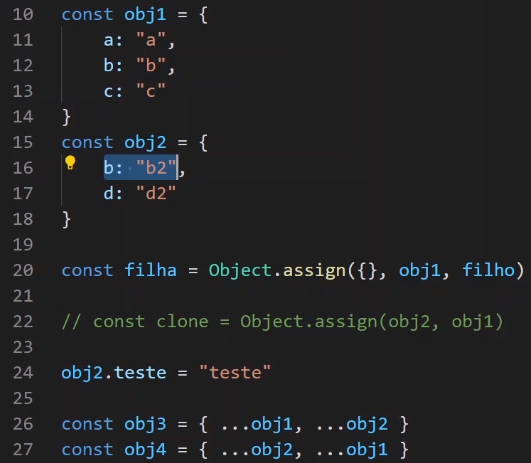 10 const obj1 = {
11 a: "a",
12 b: "b",
13 c: "c"
14 }
15 const obj2 = {
16 b: "b2",
17 d: "d2"
18 }
19
20 const filha = Object.assign({}, obj1, filho)
21
22 // const clone = Object.assign(obj2, obj1)
23
24 obj2.teste = "teste"
25
26 const obj3 = { ...obj1, ...obj2 }
27 const obj4 = { ...obj2, ...obj1 }